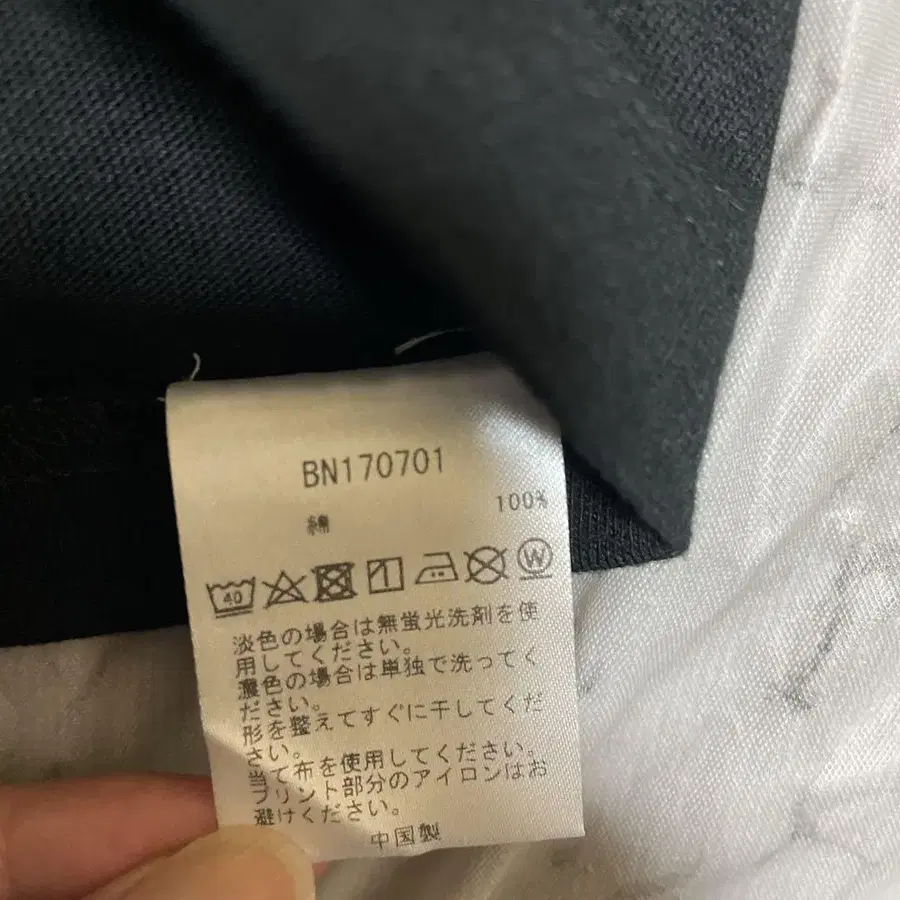 BN170701
綿 100%
40 W
淡色の場合は無蛍光洗剤を使
用してください。
濃色の場合は単独で洗ってく
ださい。
形を整えてすぐに干してくだ
さい。
当て布を使用してください。
プリント部分のアイロンはお
避けください。
中国製